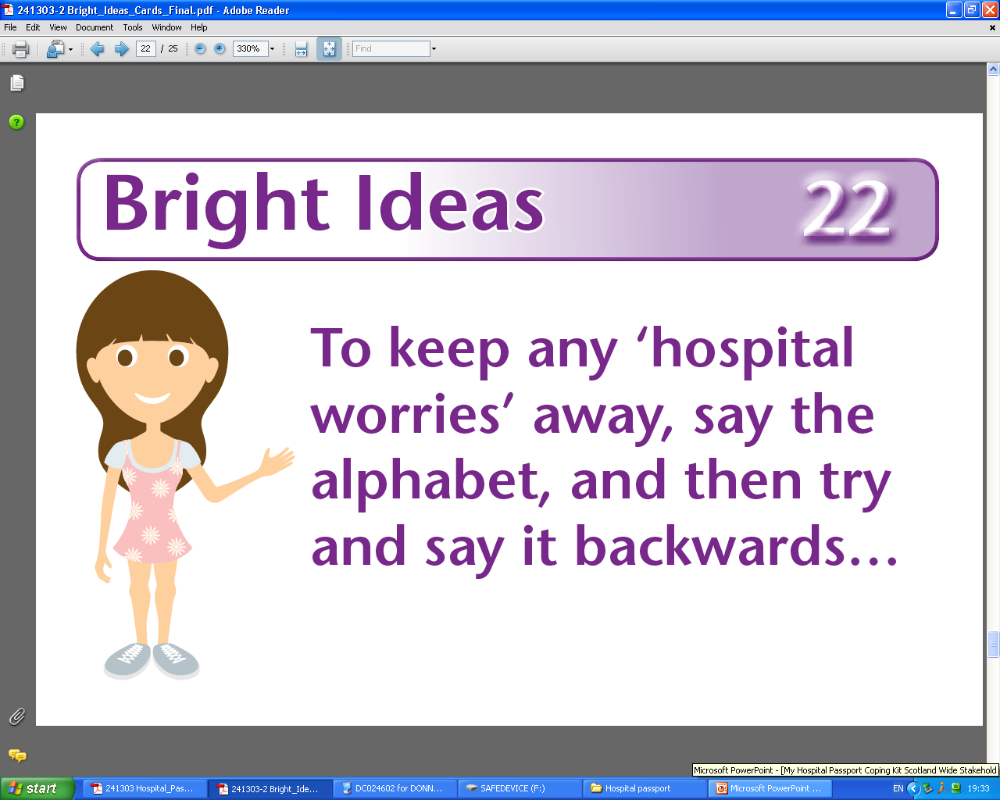 241303-2 Bright_Ideas_Cards_Final.pdf - Adobe Reader
File Edit View Document Tools Window Help
22 / 25 330% Find
Bright Ideas 22
To keep any ‘hospital
worries’ away, say the
alphabet, and then try
and say it backwards...
Microsoft PowerPoint - [My Hospital Passport Coping Kit Scotland Wide Stakehold
start 241303 Hospital_Pas... 241303-2 Bright_Ide... DC024602 for DONN... SAFEDEVICE (F:) Hospital passport Microsoft PowerPoint ... EN 19:33